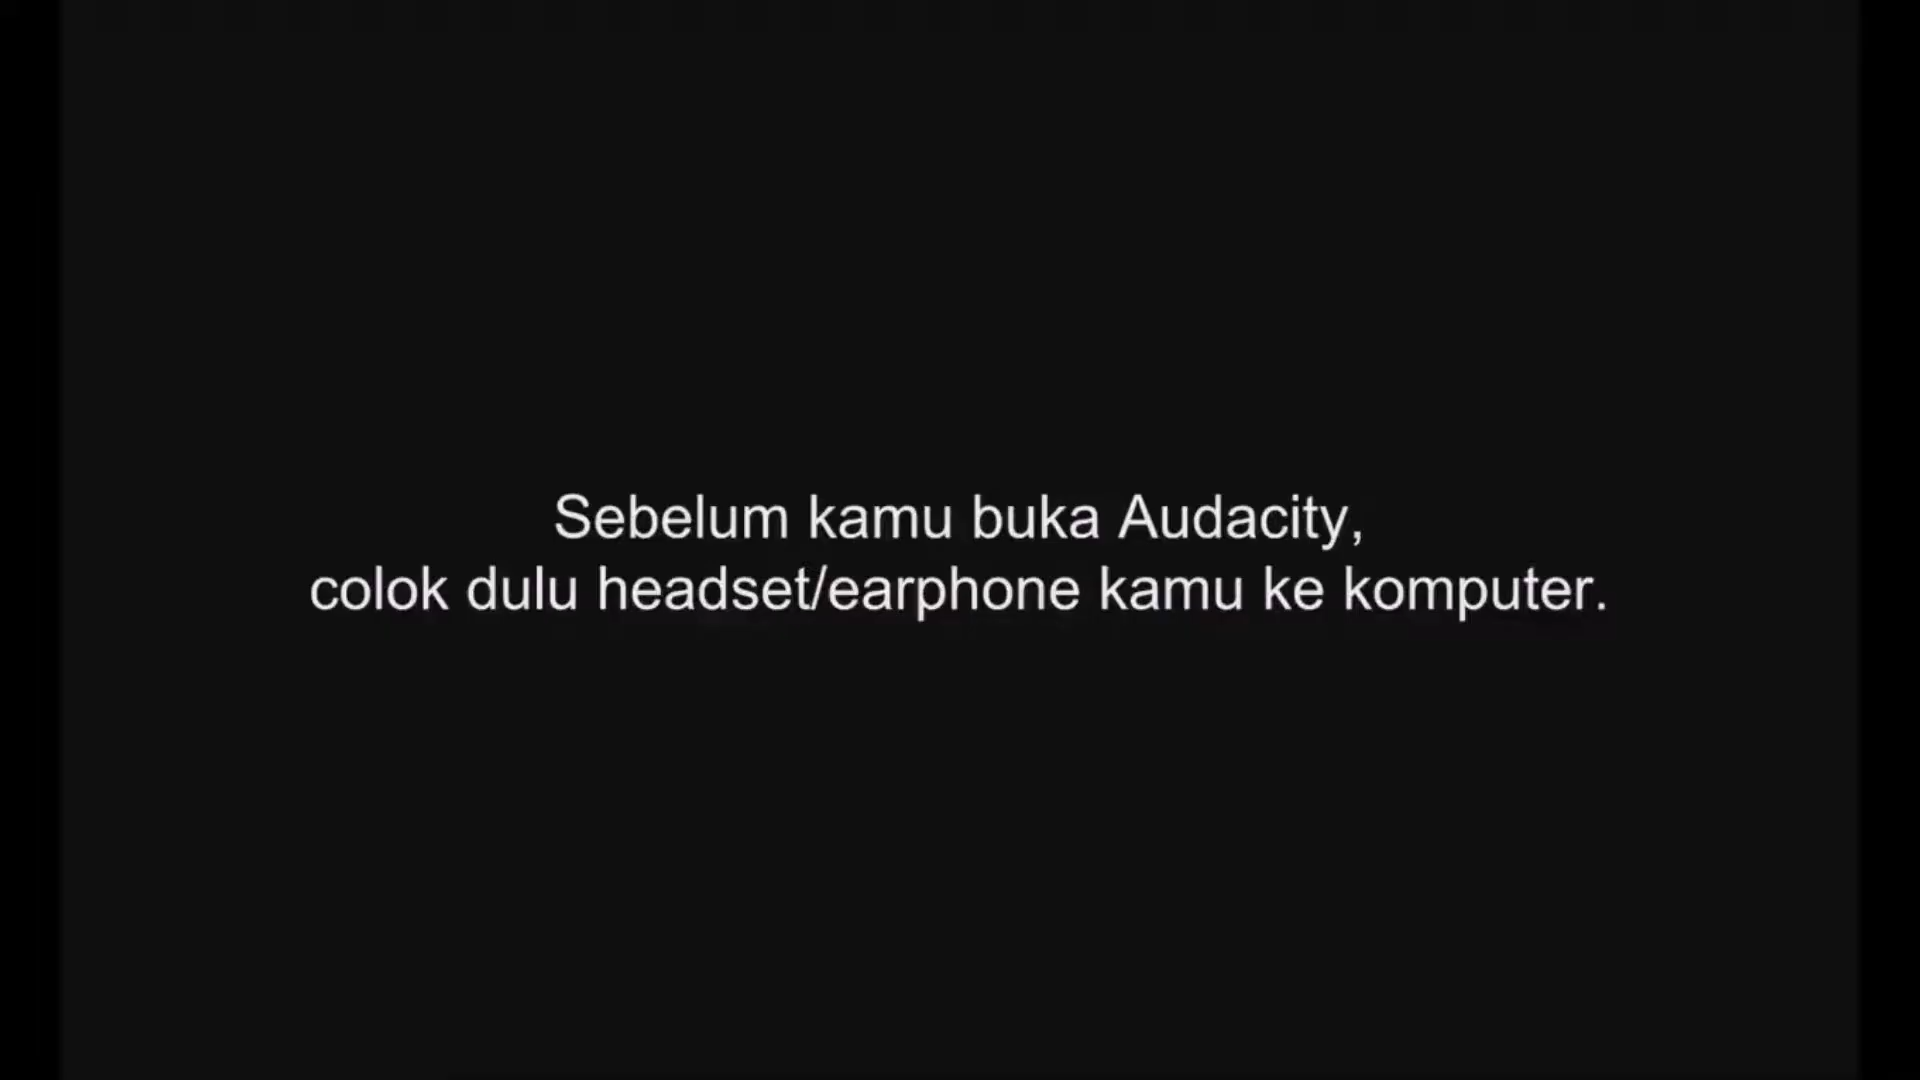 Sebelum kamu buka Audacity,
colok dulu headset/earphone kamu ke komputer.